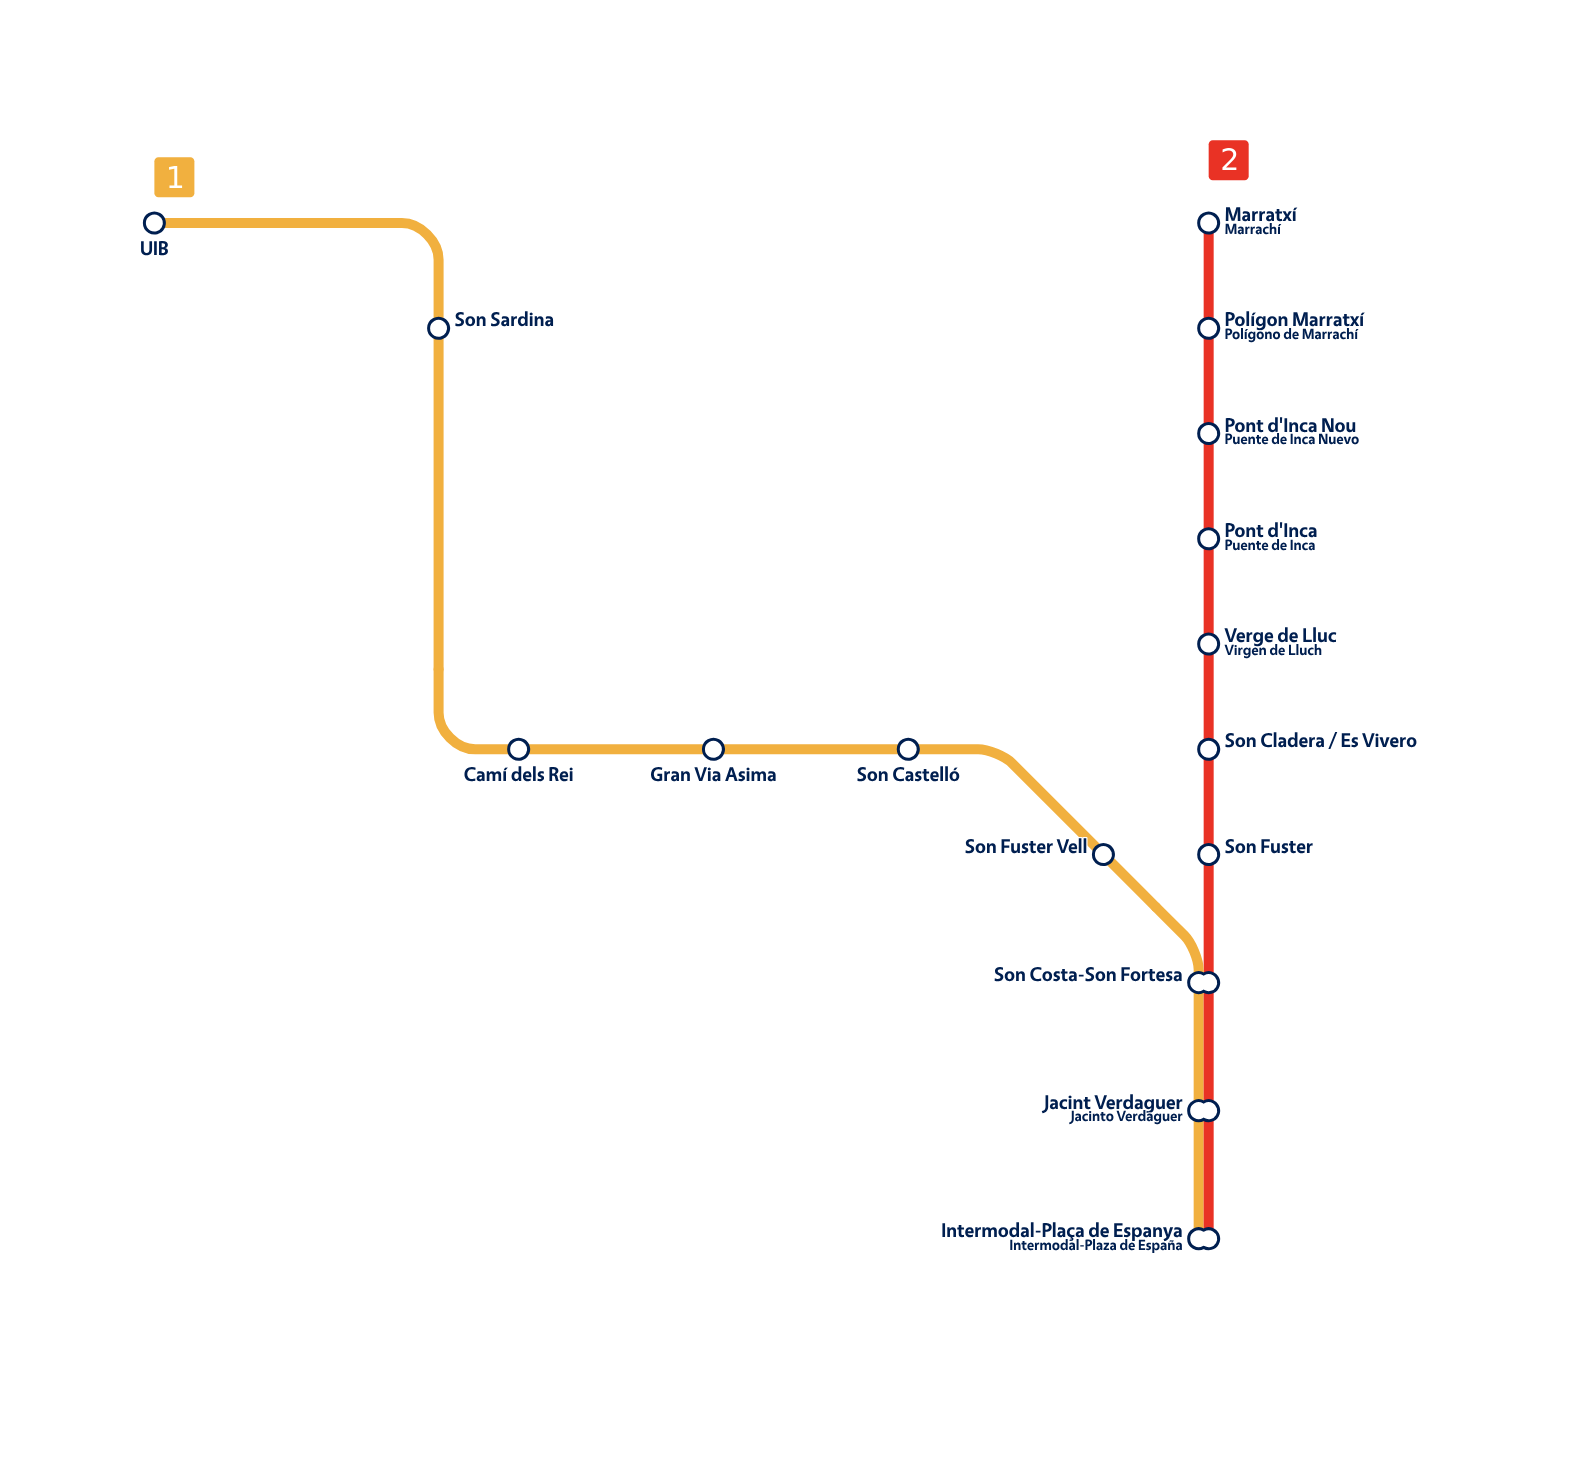 1
2
UIB
Marratxí
Marrachí
Son Sardina
Polígon Marratxí
Polígono de Marrachí
Pont d'Inca Nou
Puente de Inca Nuevo
Pont d'Inca
Puente de Inca
Verge de Lluc
Virgen de Lluch
Son Cladera / Es Vivero
Camí dels Rei
Gran Via Asima
Son Castelló
Son Fuster Vell
Son Fuster
Son Costa-Son Fortesa
Jacint Verdaguer
Jacinto Verdaguer
Intermodal-Plaça de Espanya
Intermodal-Plaza de España